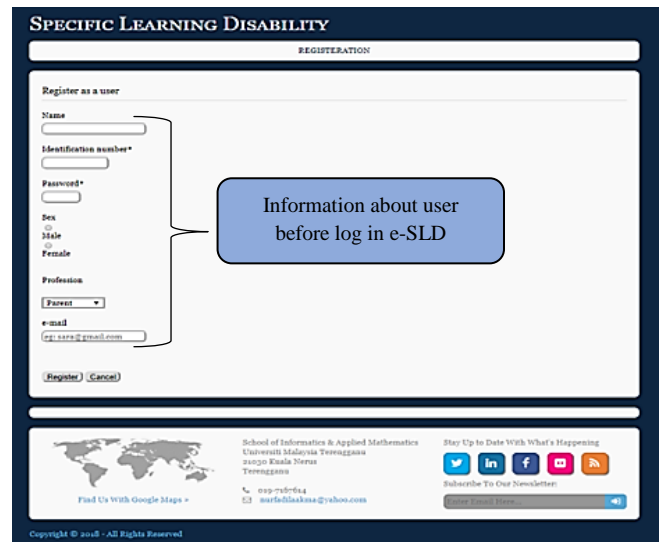 SPECIFIC LEARNING DISABILITY
REGISTERATION
Register as a user
Name
Identification number*
Password*
Sex
Male
Female
Profession
Parent
e-mail
eg: sara@gmail.com
Register Cancel
Information about user
before log in e-SLD
Find Us With Google Maps »
School of Informatics & Applied Mathematics
Universiti Malaysia Terengganu
21030 Kuala Nerus
Terengganu
019-7167614
Stay Up to Date With What's Happening
Subscribe To Our Newsletter:
Enter Email Here...
Copyright © 2018 - All Rights Reserved